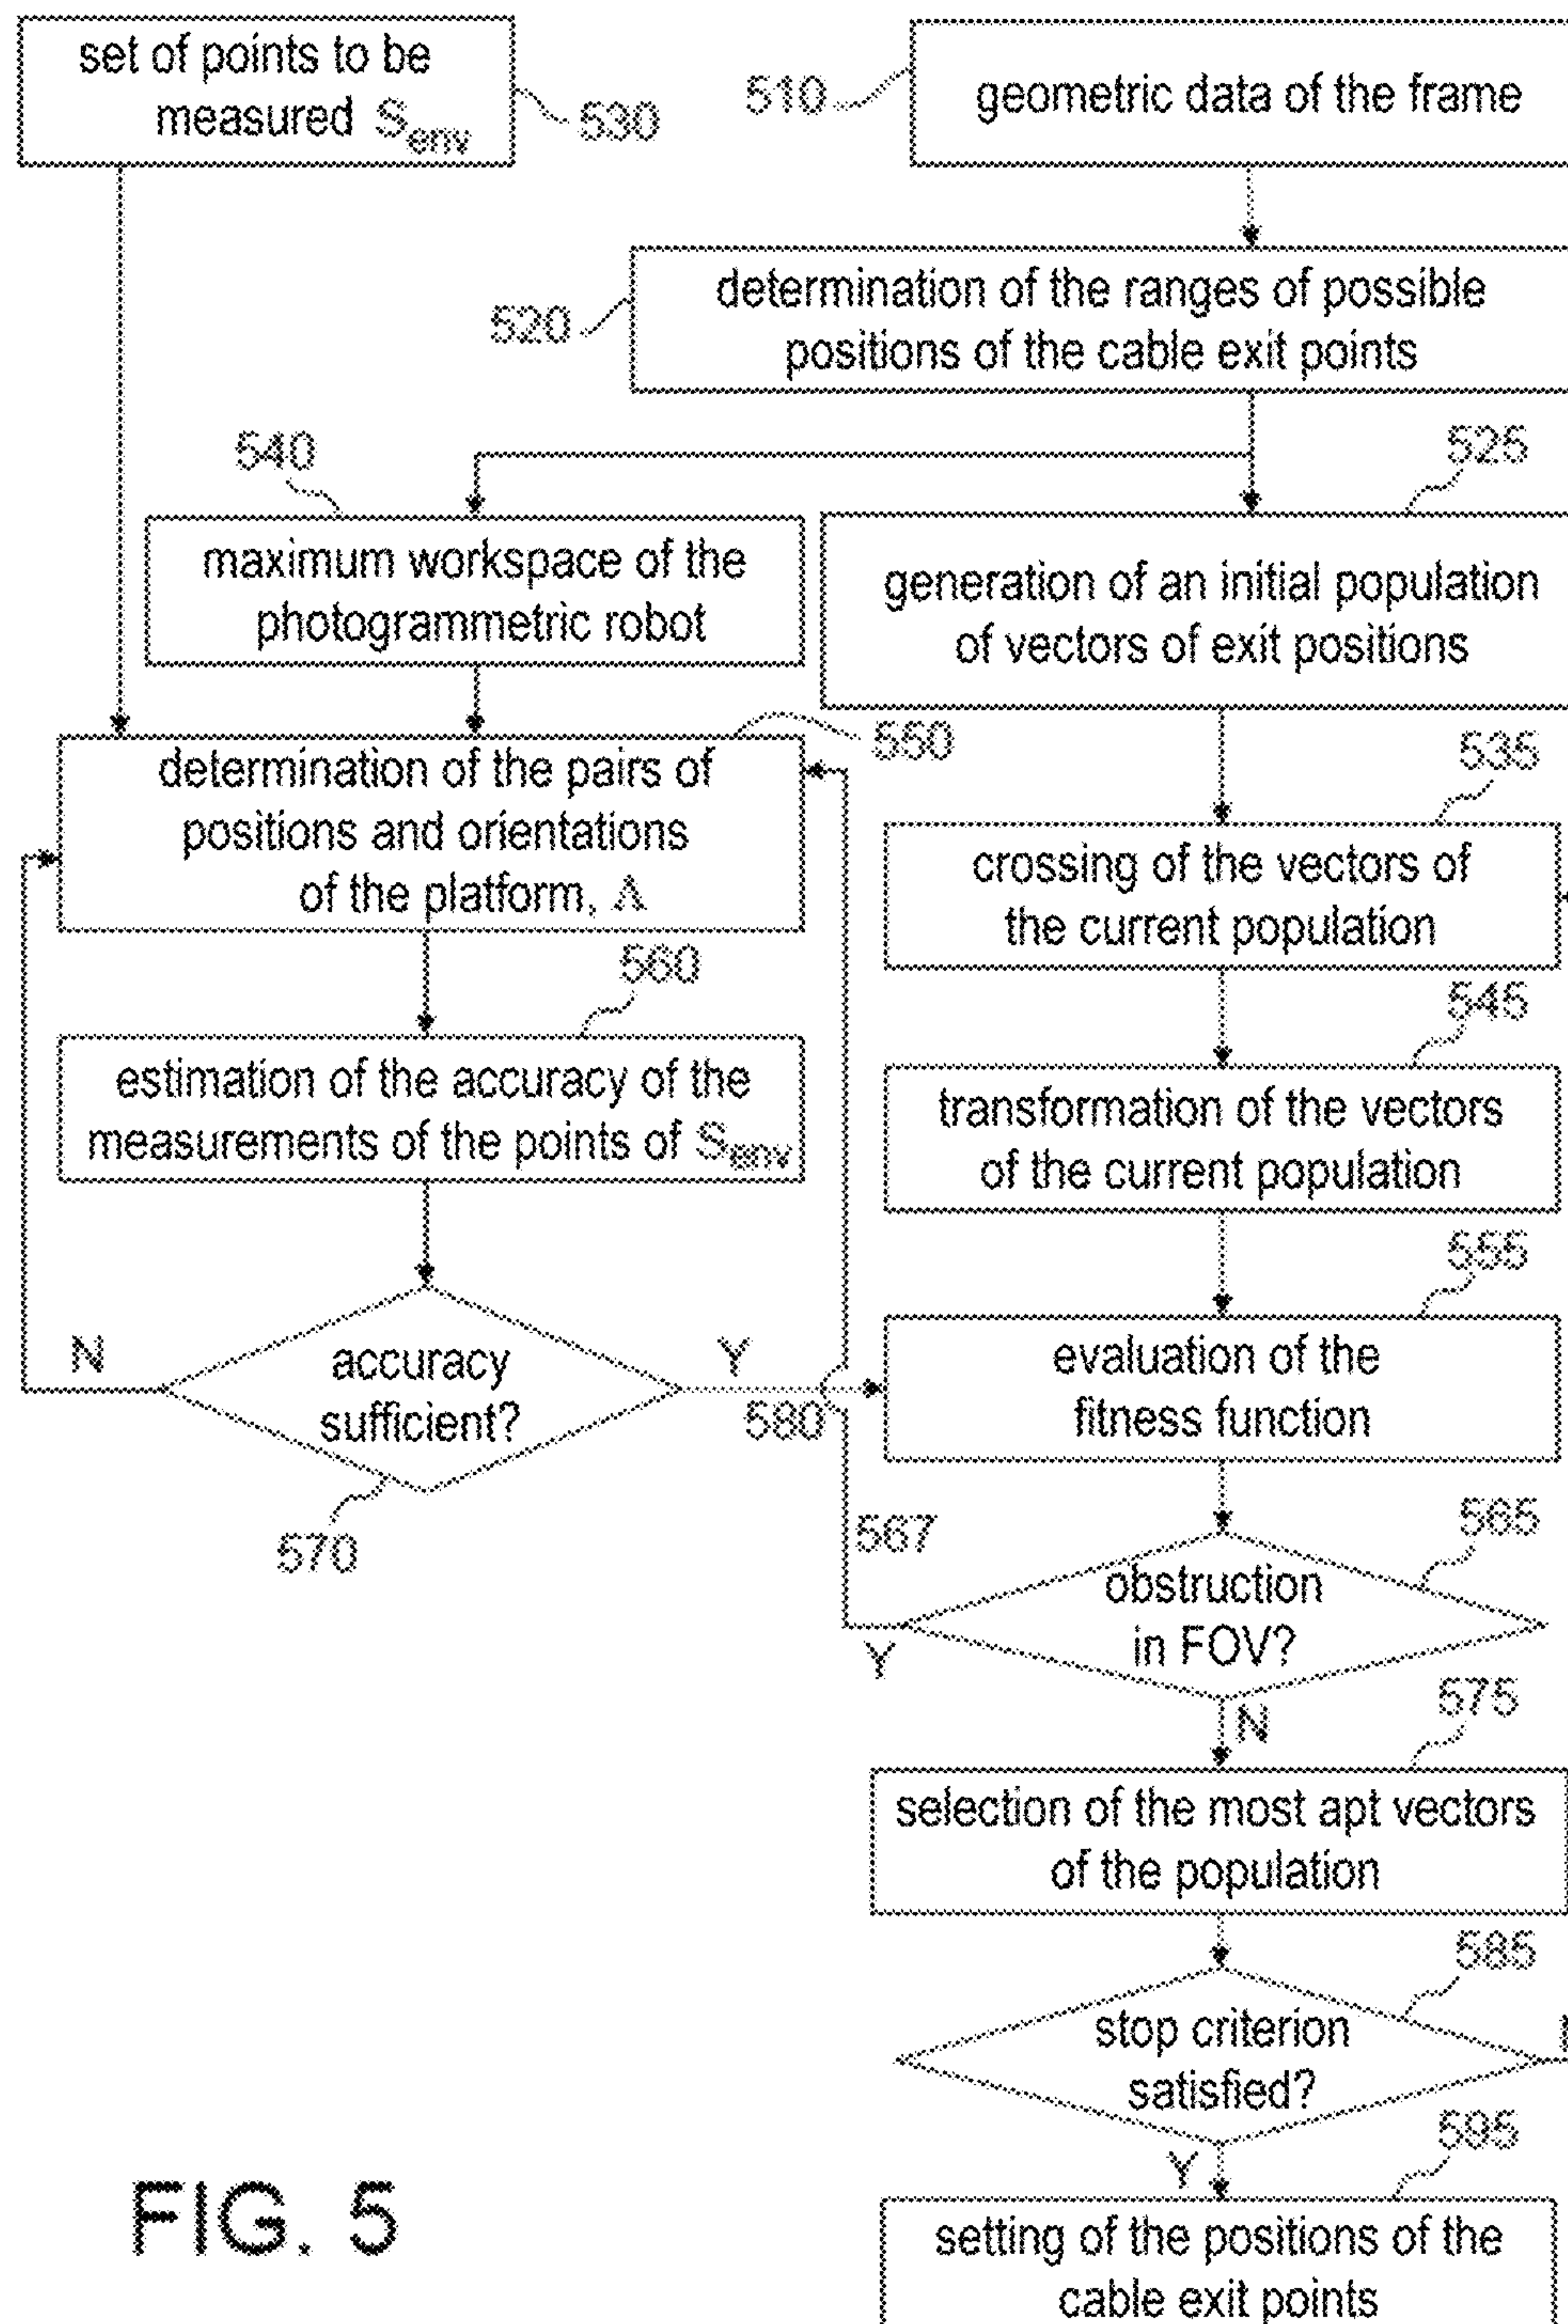 set of points to be
measured Senv
530
510
geometric data of the frame
520
determination of the ranges of possible
positions of the cable exit points
540
525
maximum workspace of the
photogrammetric robot
generation of an initial population
of vectors of exit positions
550
determination of the pairs of
positions and orientations
of the platform, Λ
535
crossing of the vectors of
the current population
560
545
estimation of the accuracy of the
measurements of the points of Senv
transformation of the vectors
of the current population
555
N
accuracy
sufficient?
Y
580
570
evaluation of the
fitness function
567
565
obstruction
in FOV?
Y
N
575
selection of the most apt vectors
of the population
585
stop criterion
satisfied?
Y
595
setting of the positions of the
cable exit points
FIG. 5